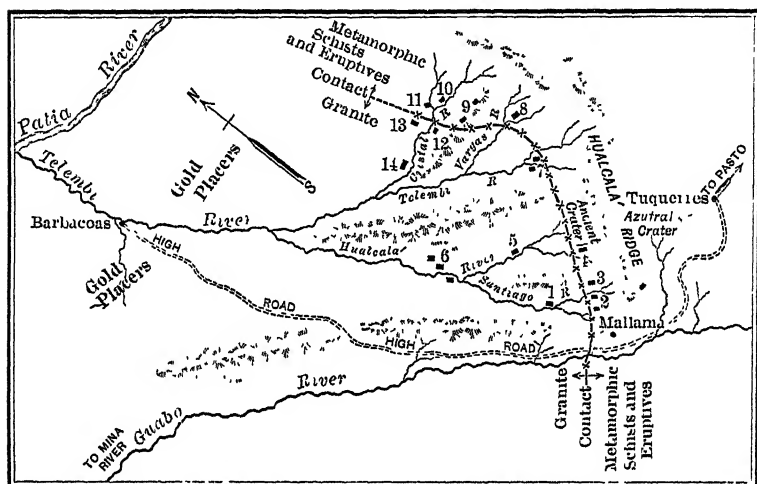 Metamorphic
Schists
and Eruptives
Contact
Granite
Patia River
N
S
Gold Placers
Telembi
River
Barbacoas
Gold Placers
HIGH
ROAD
HIGH ROAD
Guabo River
TO MINA
RIVER
11
10
9
8
13
12
14
7
5
6
4
3
2
1
Cristal R
Vargas R
Telembi R
Hualcala
River
Santiago R
Ancient
Crater
HUALCALA
RIDGE
Tuquerres
Azufral
Crater
TO PASTO
Mallama
Granite
Contact
Metamorphic
Schists and
Eruptives